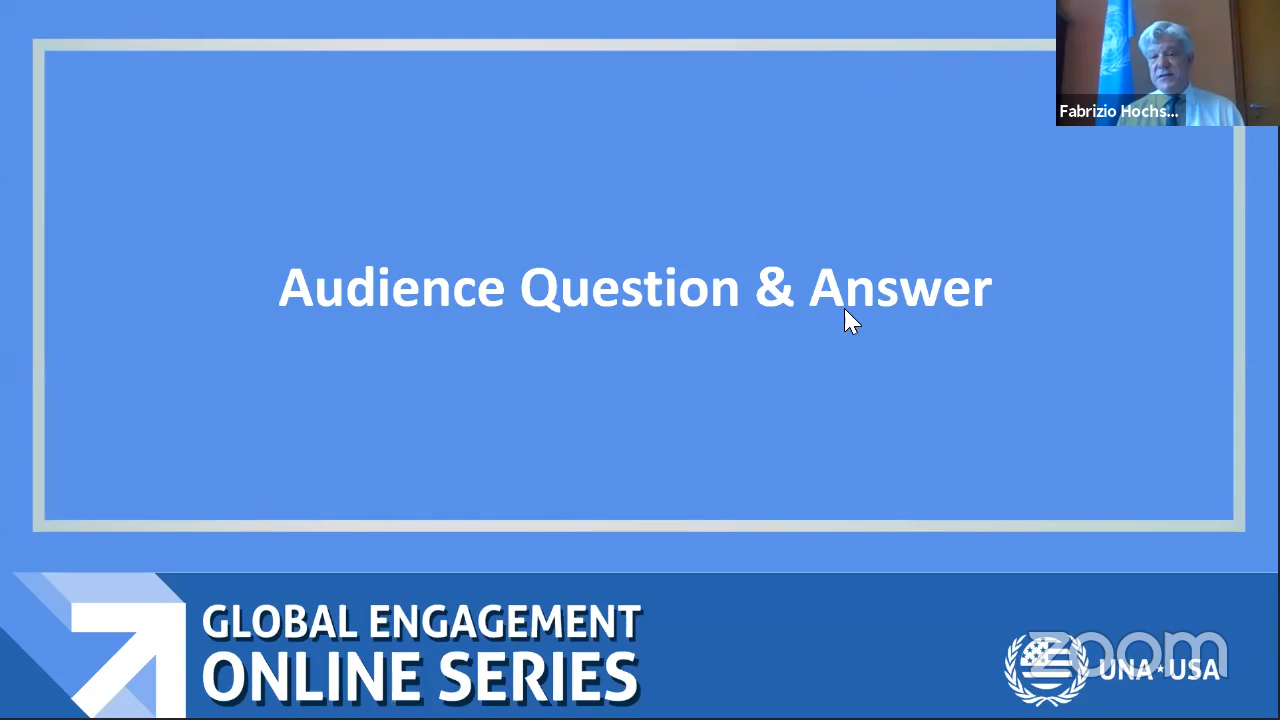 Fabrizio Hochs...
Audience Question & Answer
GLOBAL ENGAGEMENT
ONLINE SERIES
zoom
UNA★USA